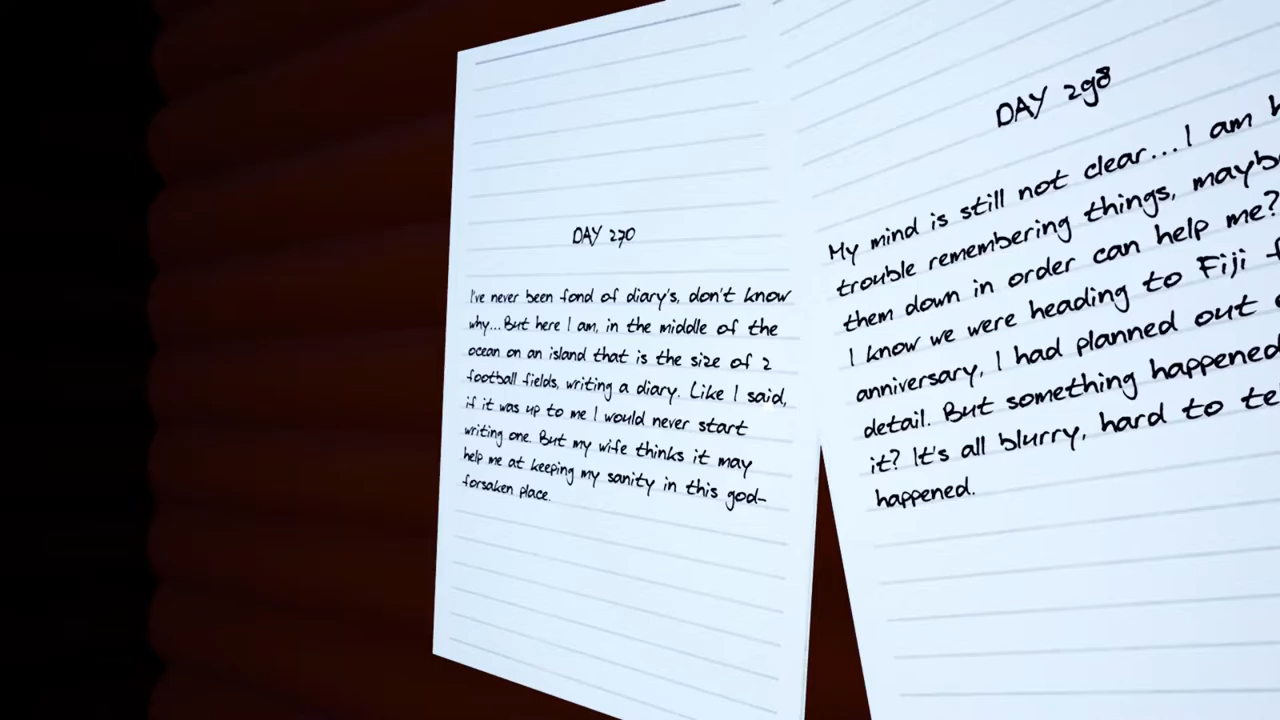 DAY 270
I've never been fond of diary's, don't know
why...But here I am, in the middle of the
ocean on an island that is the size of 2
football fields, writing a diary. Like I said,
if it was up to me I would never start
writing one. But my wife thinks it may
help me at keeping my sanity in this god-
forsaken place.
DAY 298
My mind is still not clear...I am
trouble remembering things,
them down in order can help me?
I know we were heading to Fiji
anniversary, I had planned out
detail. But something happened
it? It's all blurry, hard to
happened.